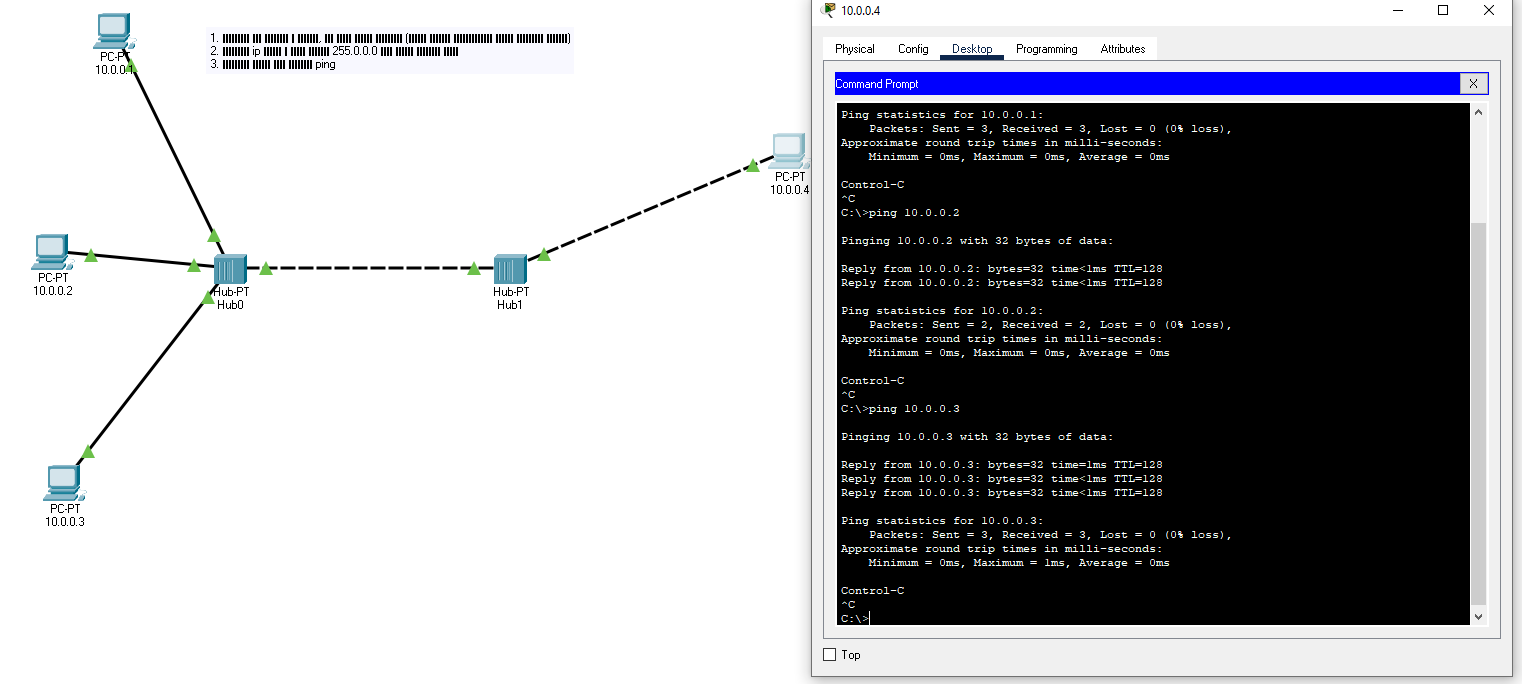 PC-PT
10.0.0.1
1.
2. ip 255.0.0.0
3. ping
PC-PT
10.0.0.2
Hub-PT
Hub0
Hub-PT
Hub1
PC-PT
10.0.0.4
PC-PT
10.0.0.3
10.0.0.4
Physical Config Desktop Programming Attributes
Command Prompt X
Ping statistics for 10.0.0.1:
Packets: Sent = 3, Received = 3, Lost = 0 (0% loss),
Approximate round trip times in milli-seconds:
Minimum = 0ms, Maximum = 0ms, Average = 0ms
Control-C
^C
C:\>ping 10.0.0.2
Pinging 10.0.0.2 with 32 bytes of data:
Reply from 10.0.0.2: bytes=32 time<1ms TTL=128
Reply from 10.0.0.2: bytes=32 time<1ms TTL=128
Ping statistics for 10.0.0.2:
Packets: Sent = 2, Received = 2, Lost = 0 (0% loss),
Approximate round trip times in milli-seconds:
Minimum = 0ms, Maximum = 0ms, Average = 0ms
Control-C
^C
C:\>ping 10.0.0.3
Pinging 10.0.0.3 with 32 bytes of data:
Reply from 10.0.0.3: bytes=32 time=1ms TTL=128
Reply from 10.0.0.3: bytes=32 time<1ms TTL=128
Reply from 10.0.0.3: bytes=32 time<1ms TTL=128
Ping statistics for 10.0.0.3:
Packets: Sent = 3, Received = 3, Lost = 0 (0% loss),
Approximate round trip times in milli-seconds:
Minimum = 0ms, Maximum = 1ms, Average = 0ms
Control-C
^C
C:\>
Top